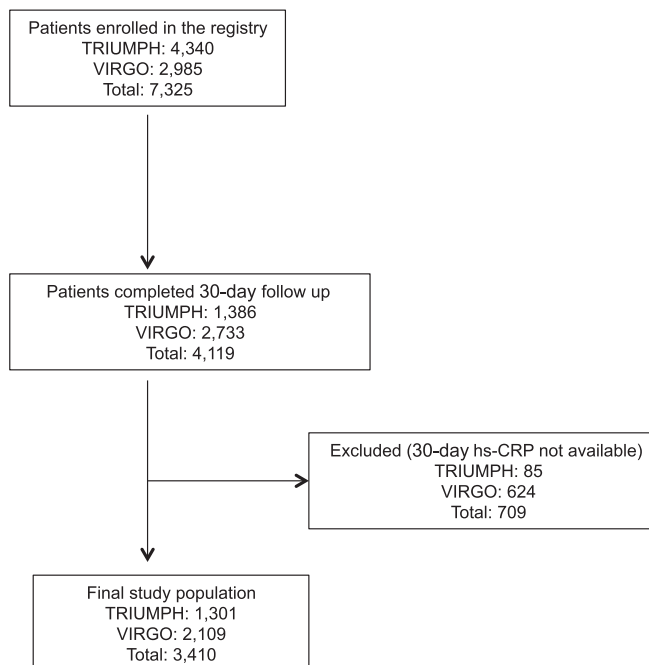 Patients enrolled in the registry
TRIUMPH: 4,340
VIRGO: 2,985
Total: 7,325
Patients completed 30-day follow up
TRIUMPH: 1,386
VIRGO: 2,733
Total: 4,119
Excluded (30-day hs-CRP not available)
TRIUMPH: 85
VIRGO: 624
Total: 709
Final study population
TRIUMPH: 1,301
VIRGO: 2,109
Total: 3,410